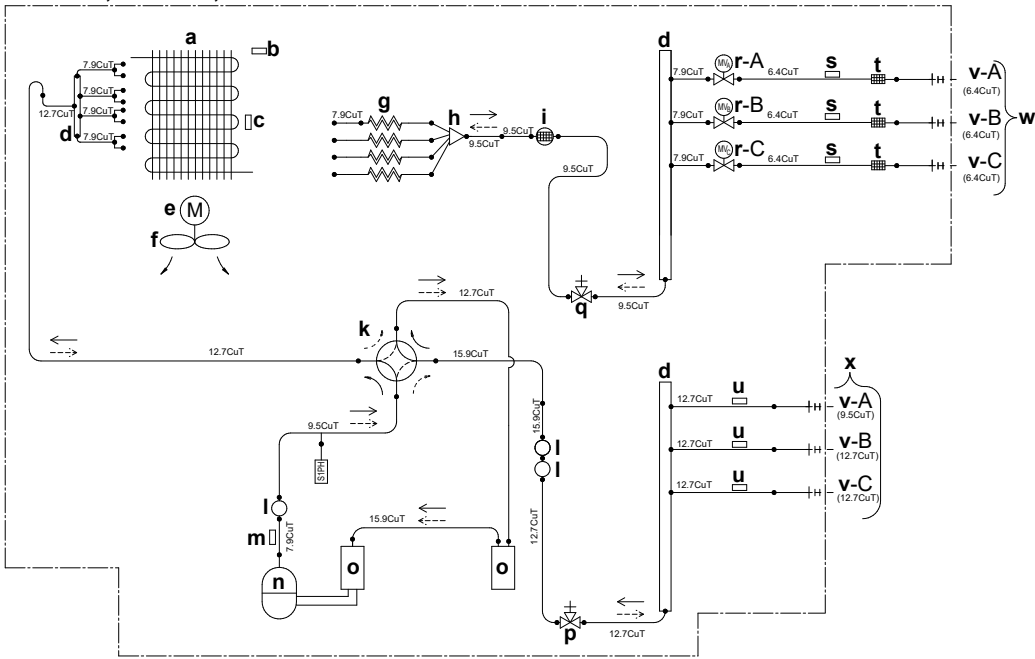 a
b
7.9CuT
7.9CuT
7.9CuT
7.9CuT
12.7CuT
d
c
e
M
f
7.9CuT
g
h
9.5CuT
9.5CuT
i
9.5CuT
d
7.9CuT
r-A
6.4CuT
s
t
v-A
(6.4CuT)
7.9CuT
r-B
6.4CuT
s
t
v-B
(6.4CuT)
w
7.9CuT
r-C
6.4CuT
s
t
v-C
(6.4CuT)
q
9.5CuT
12.7CuT
k
12.7CuT
15.9CuT
15.9CuT
9.5CuT
S1PH
l
l
l
m
7.9CuT
n
15.9CuT
o
o
12.7CuT
p
12.7CuT
d
x
12.7CuT
u
v-A
(9.5CuT)
12.7CuT
u
v-B
(12.7CuT)
12.7CuT
u
v-C
(12.7CuT)